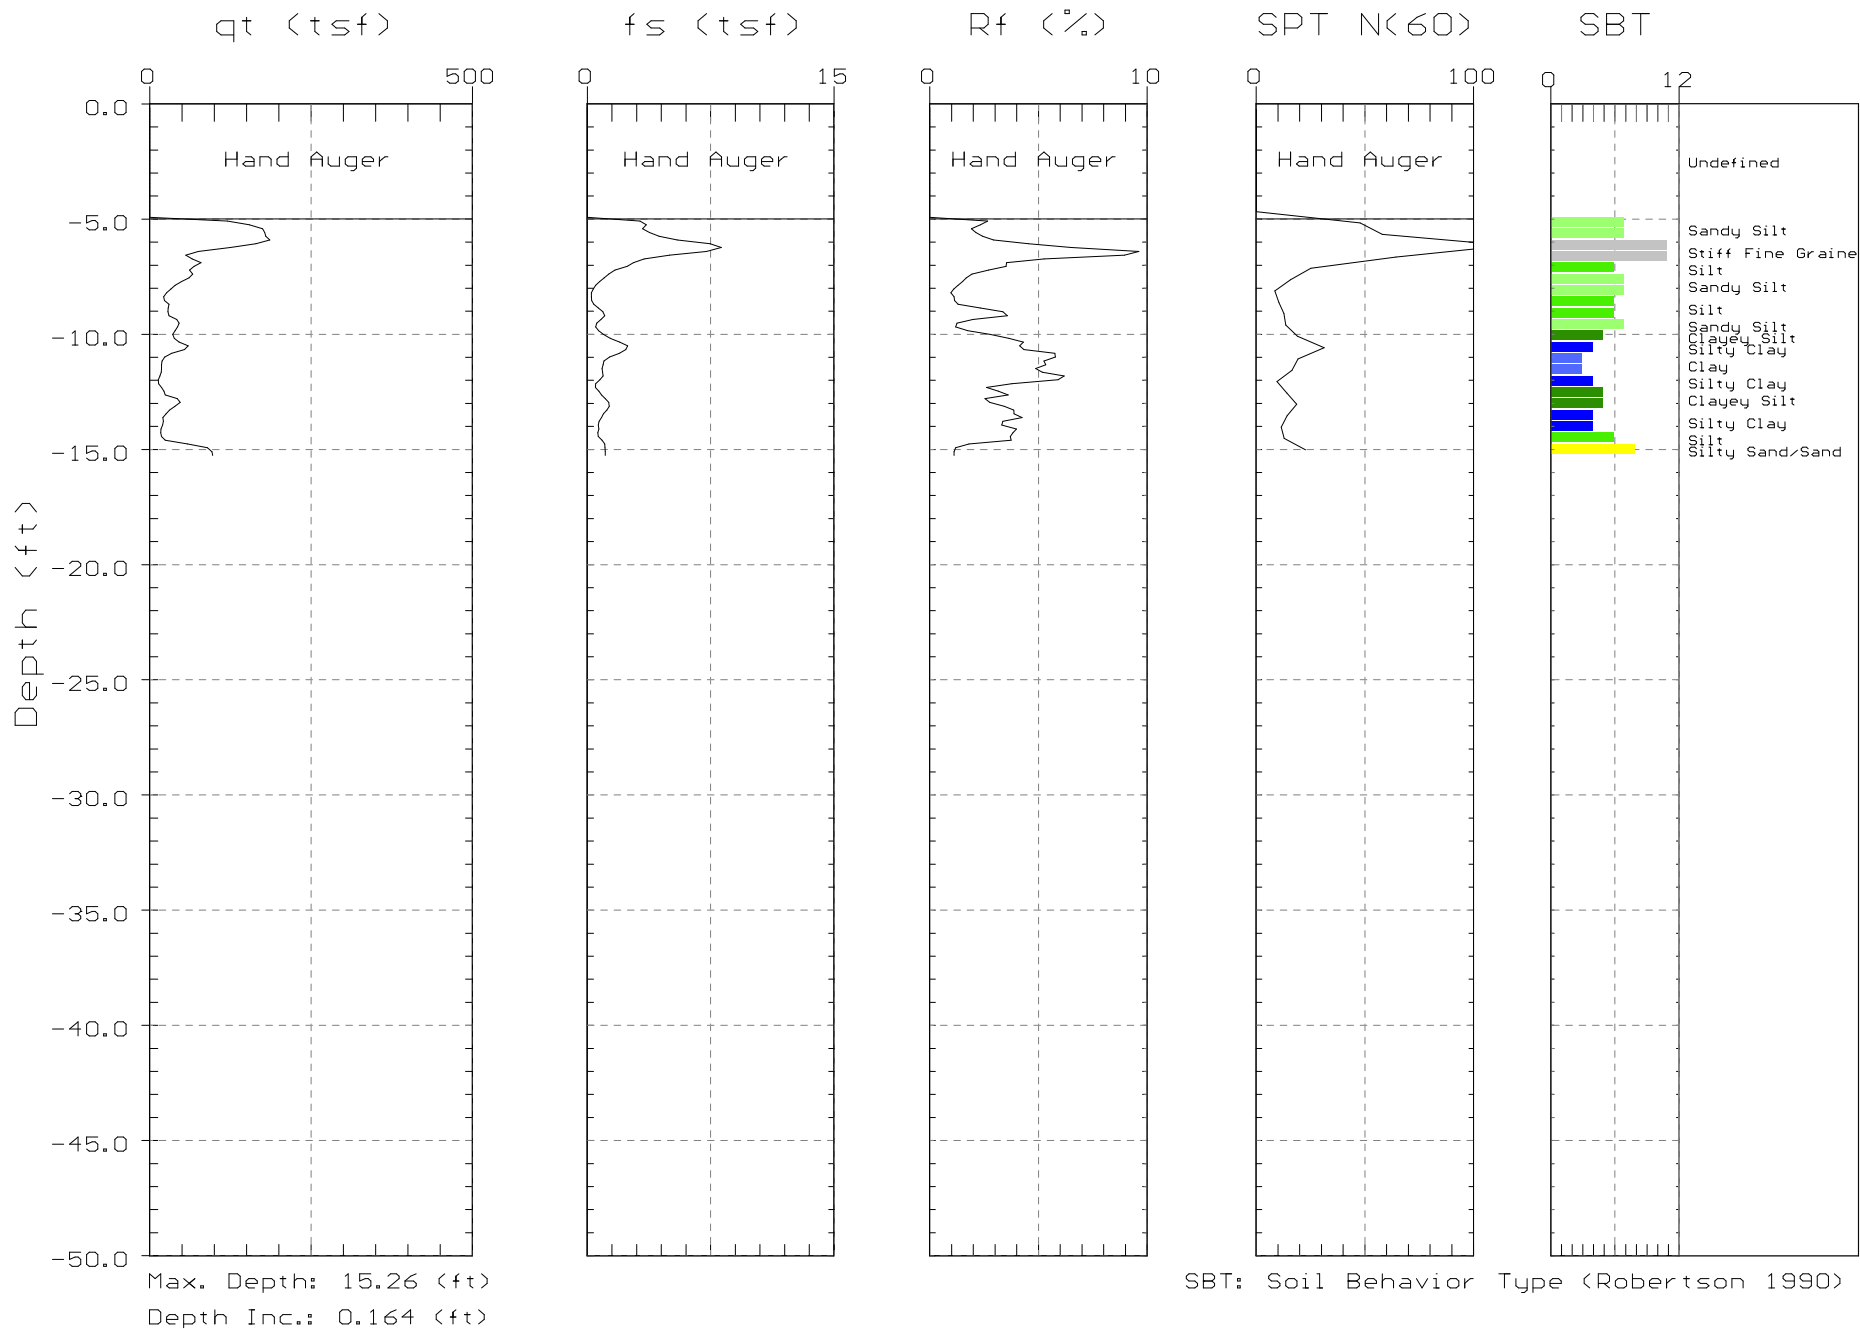 qt (tsf) fs (tsf) Rf (%) SPT N(60) SBT
0 500 0 15 0 10 0 100 0 12
0.0
Hand Auger Hand Auger Hand Auger Hand Auger Undefined
-5.0
Sandy Silt
Stiff Fine Graine
Silt
Sandy Silt
Silt
Sandy Silt
-10.0
Clayey Silt
Silty Clay
Clay
Silty Clay
Clayey Silt
Silty Clay
Silt
-15.0 Silty Sand/Sand
Depth (ft)
-20.0
-25.0
-30.0
-35.0
-40.0
-45.0
-50.0
Max. Depth: 15.26 (ft) SBT: Soil Behavior Type (Robertson 1990)
Depth Inc.: 0.164 (ft)